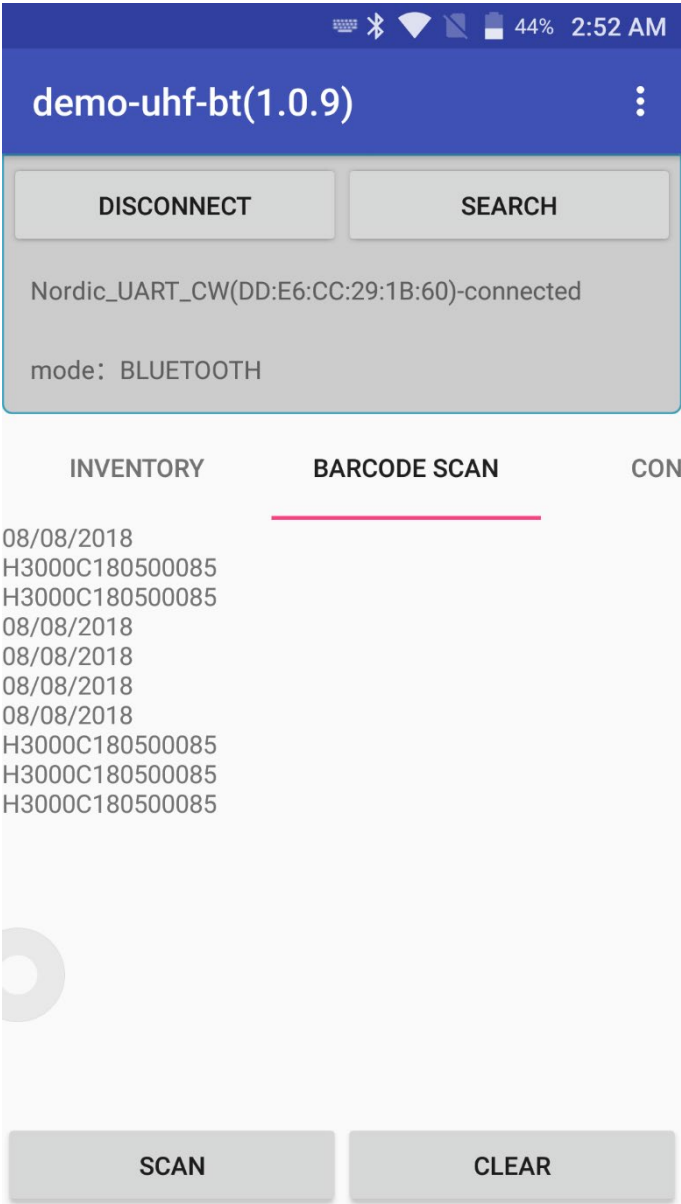 44% 2:52 AM
demo-uhf-bt(1.0.9)
DISCONNECT SEARCH
Nordic_UART_CW(DD:E6:CC:29:1B:60)-connected
mode：BLUETOOTH
INVENTORY BARCODE SCAN CON
08/08/2018
H3000C180500085
H3000C180500085
08/08/2018
08/08/2018
08/08/2018
08/08/2018
H3000C180500085
H3000C180500085
H3000C180500085
SCAN CLEAR